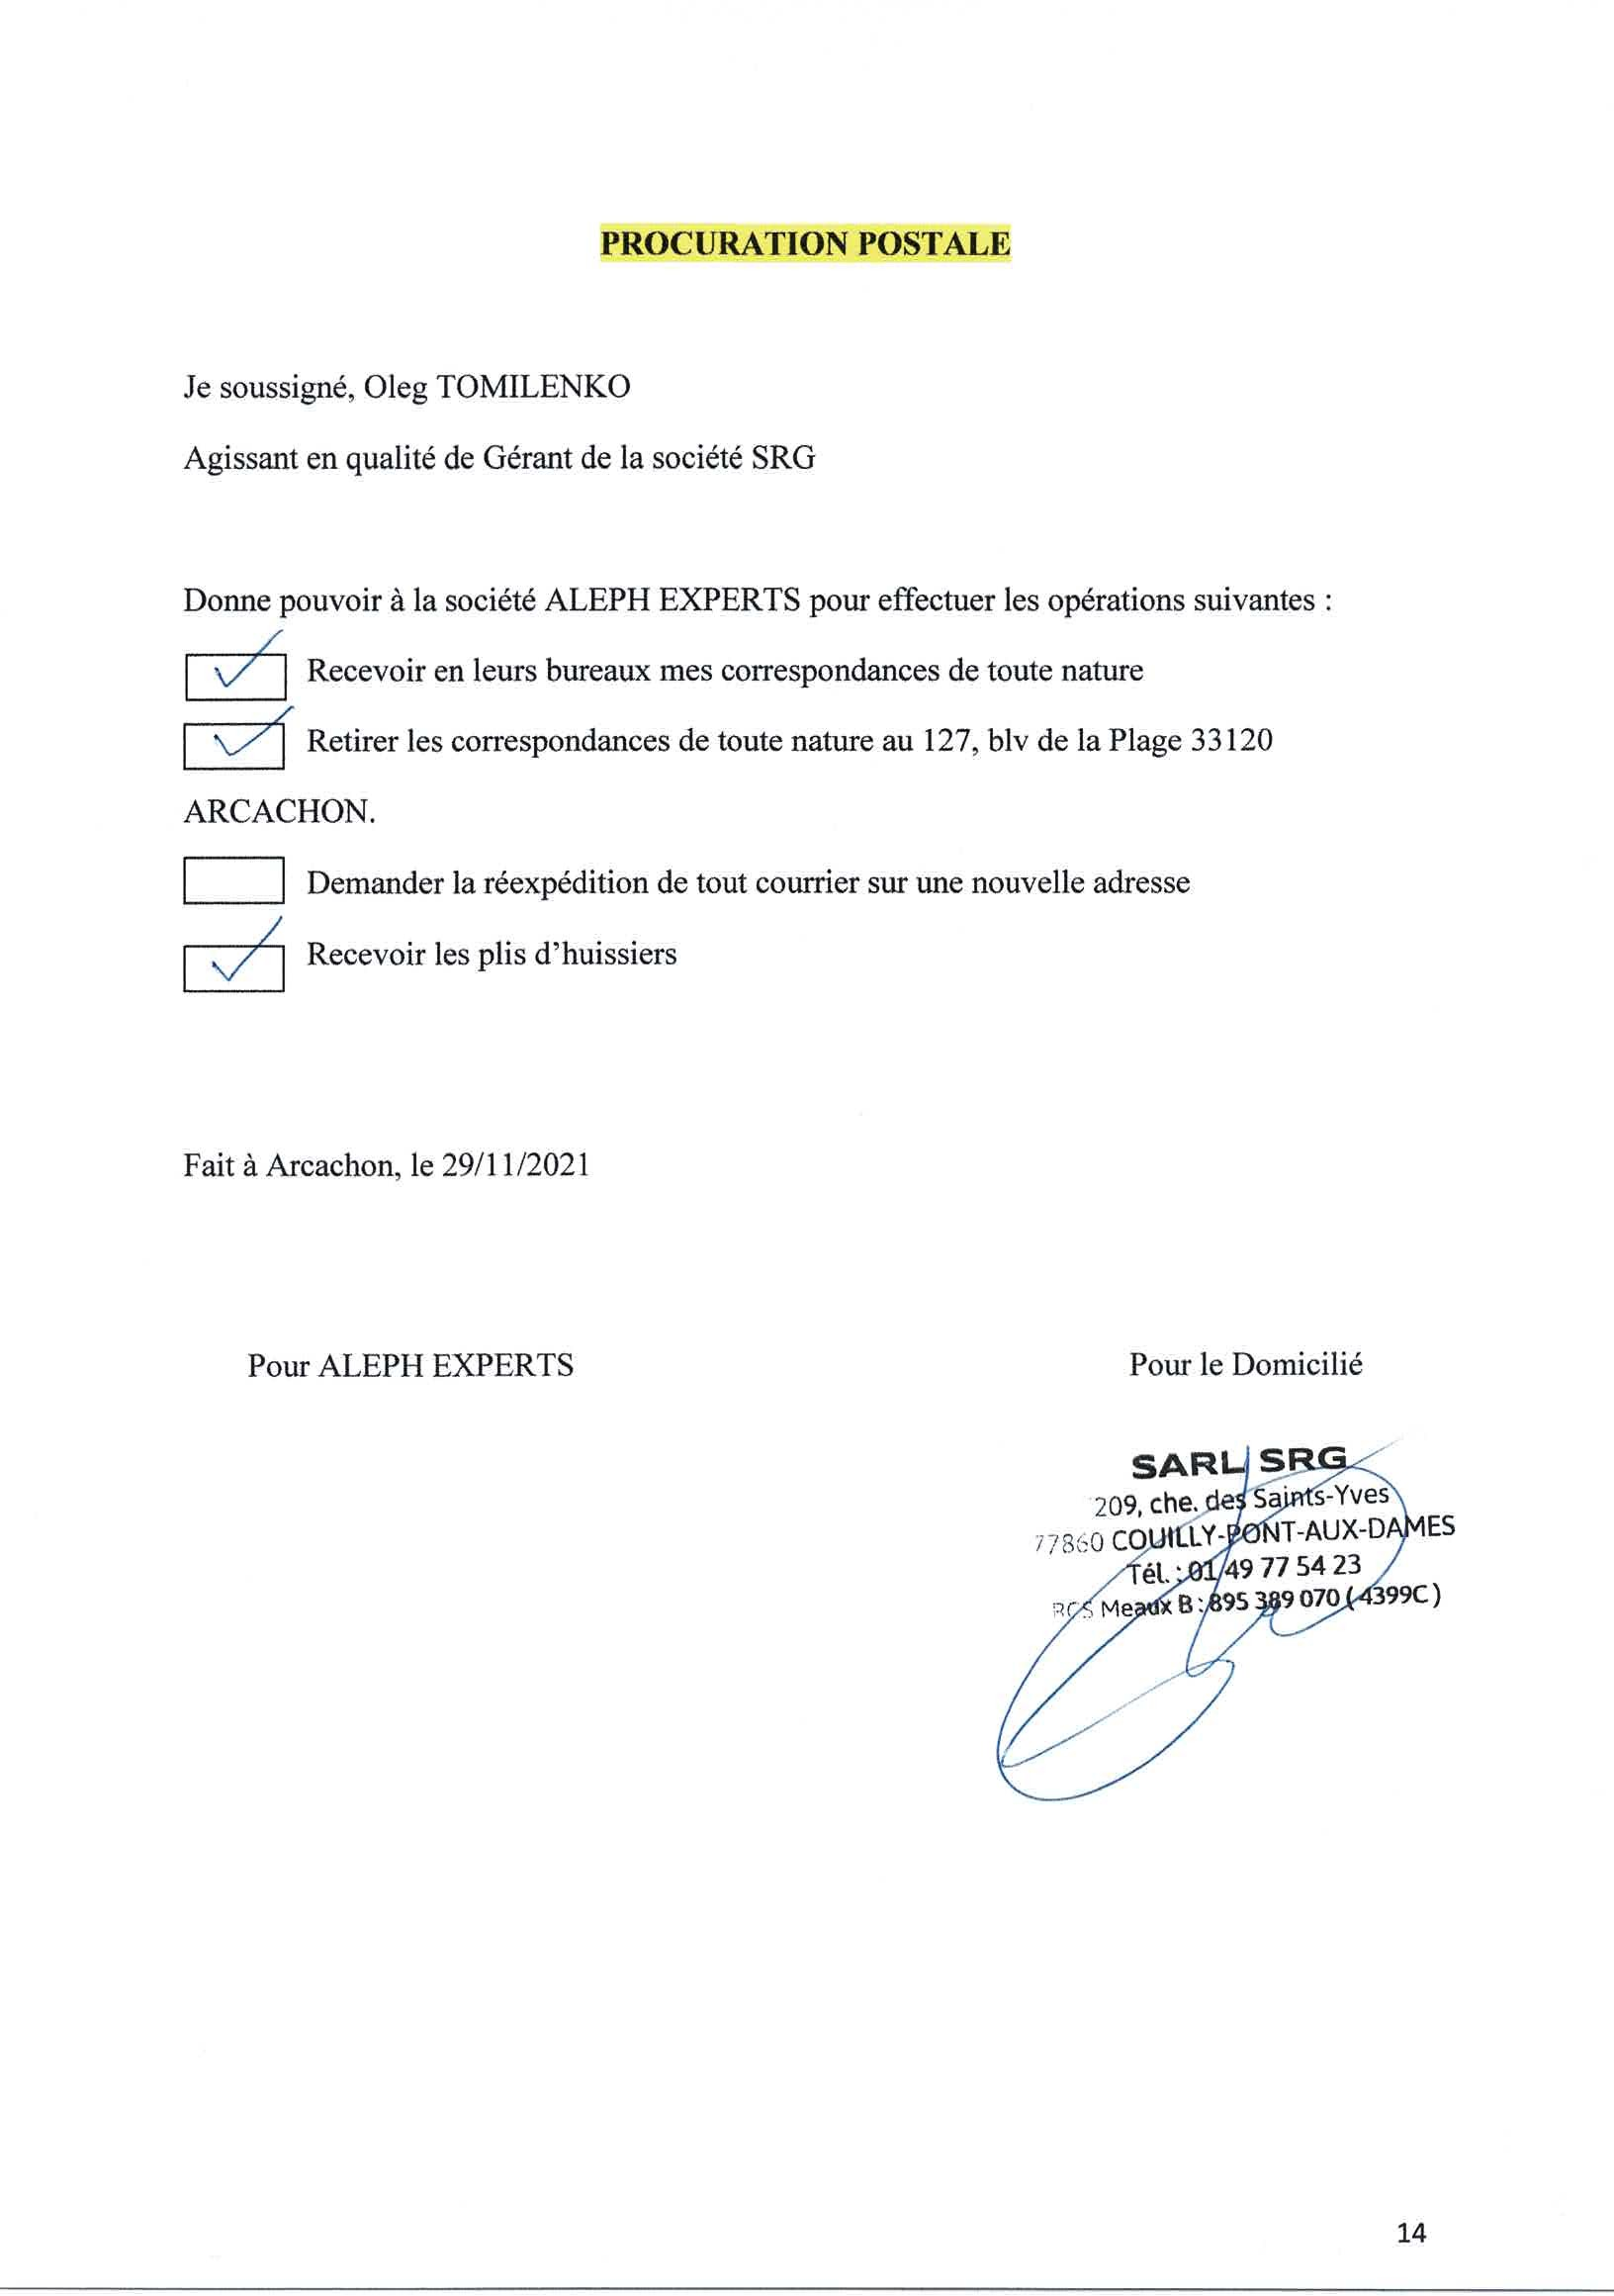 PROCURATION POSTALE
Je soussigné, Oleg TOMILENKO
Agissant en qualité de Gérant de la société SRG
Donne pouvoir à la société ALEPH EXPERTS pour effectuer les opérations suivantes :
Recevoir en leurs bureaux mes correspondances de toute nature
Retirer les correspondances de toute nature au 127, blv de la Plage 33120
ARCACHON.
Demander la réexpédition de tout courrier sur une nouvelle adresse
Recevoir les plis d'huissiers
Fait à Arcachon, le 29/11/2021
Pour ALEPH EXPERTS
Pour le Domicilié
SARL SRG
209, che. des Saints-Yves
77860 COUILLY-PONT-AUX-DAMES
Tél. : 01 49 77 54 23
RCS Meaux B : 895 389 070 (4399C)
14